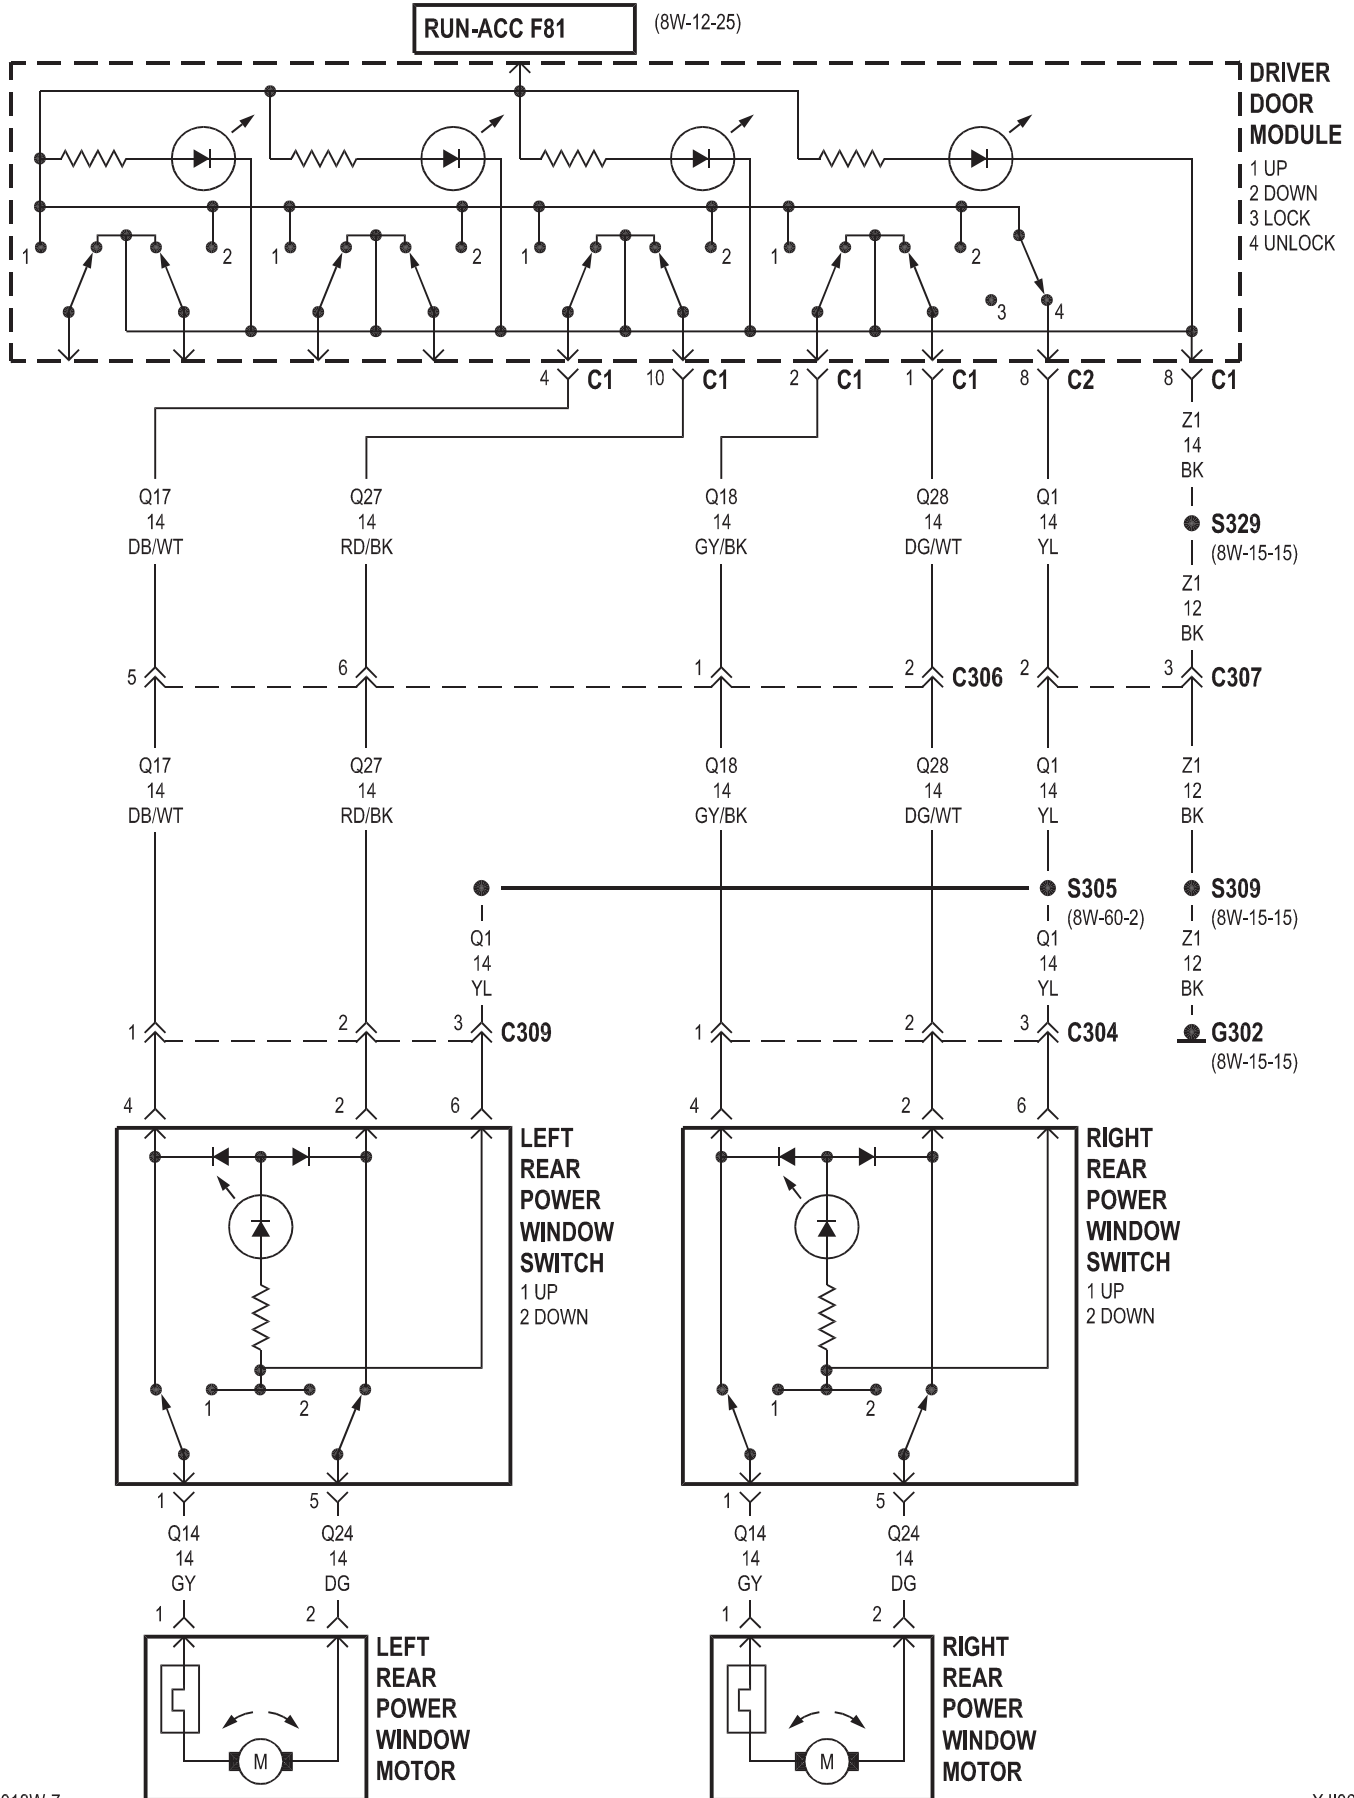 RUN-ACC F81 (8W-12-25)
DRIVER
DOOR
MODULE
1 UP
2 DOWN
3 LOCK
4 UNLOCK
1 2 1 2 1 2 1 2
3 4
4 C1 10 C1 2 C1 1 C1 8 C2 8 C1
Z1
14
BK
Q17 Q27 Q18 Q28 Q1
14 14 14 14 14
DB/WT RD/BK GY/BK DG/WT YL
S329
(8W-15-15)
Z1
12
BK
5 6 1 2 C306 2 3 C307
Q17 Q27 Q18 Q28 Q1 Z1
14 14 14 14 14 12
DB/WT RD/BK GY/BK DG/WT YL BK
S305 S309
(8W-60-2) (8W-15-15)
Q1 Q1 Z1
14 14 12
YL YL BK
1 2 3 C309 1 2 3 C304 G302
(8W-15-15)
4 2 6 4 2 6
LEFT
REAR
POWER
WINDOW
SWITCH
1 UP
2 DOWN
RIGHT
REAR
POWER
WINDOW
SWITCH
1 UP
2 DOWN
1 2 1 2
1 5 1 5
Q14 Q24 Q14 Q24
14 14 14 14
GY DG GY DG
1 2 1 2
LEFT
REAR
POWER
WINDOW
MOTOR
M
RIGHT
REAR
POWER
WINDOW
MOTOR
M